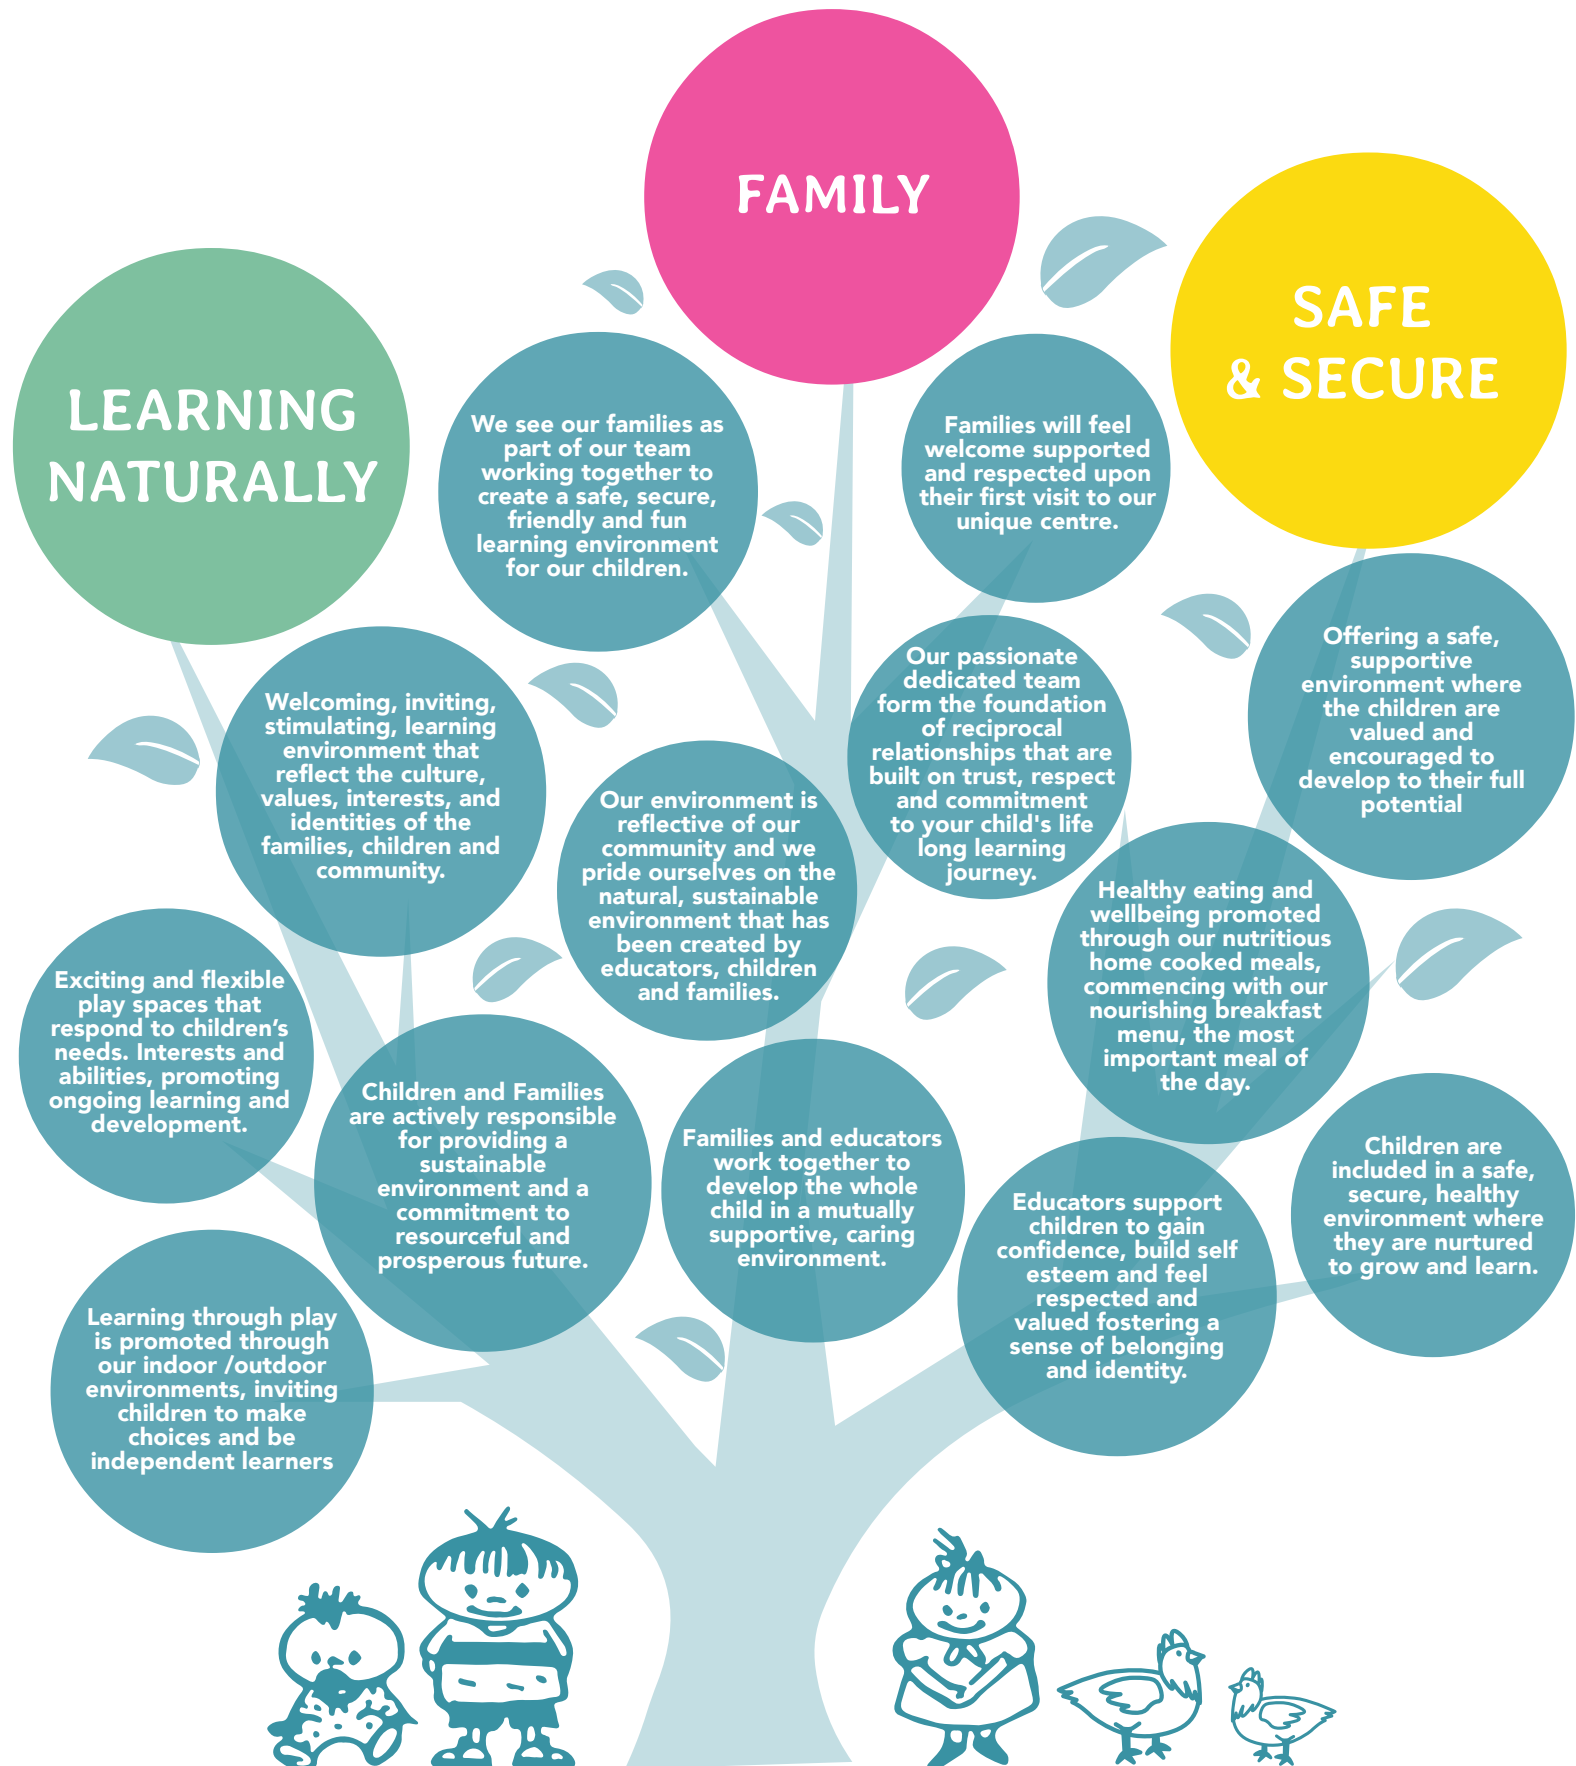 FAMILY
SAFE
& SECURE
LEARNING
NATURALLY
We see our families as
part of our team
working together to
create a safe, secure,
friendly and fun
learning environment
for our children.
Families will feel
welcome supported
and respected upon
their first visit to our
unique centre.
Offering a safe,
supportive
environment where
the children are
valued and
encouraged to
develop to their full
potential
Our passionate
dedicated team
form the foundation
of reciprocal
relationships that are
built on trust, respect
and commitment
to your child's life
long learning
journey.
Welcoming, inviting,
stimulating, learning
environment that
reflect the culture,
values, interests, and
identities of the
families, children and
community.
Our environment is
reflective of our
community and we
pride ourselves on the
natural, sustainable
environment that has
been created by
educators, children
and families.
Healthy eating and
wellbeing promoted
through our nutritious
home cooked meals,
commencing with our
nourishing breakfast
menu, the most
important meal of
the day.
Exciting and flexible
play spaces that
respond to children’s
needs. Interests and
abilities, promoting
ongoing learning and
development.
Children and Families
are actively responsible
for providing a
sustainable
environment and a
commitment to
resourceful and
prosperous future.
Families and educators
work together to
develop the whole
child in a mutually
supportive, caring
environment.
Educators support
children to gain
confidence, build self
esteem and feel
respected and
valued fostering a
sense of belonging
and identity.
Children are
included in a safe,
secure, healthy
environment where
they are nurtured
to grow and learn.
Learning through play
is promoted through
our indoor /outdoor
environments, inviting
children to make
choices and be
independent learners